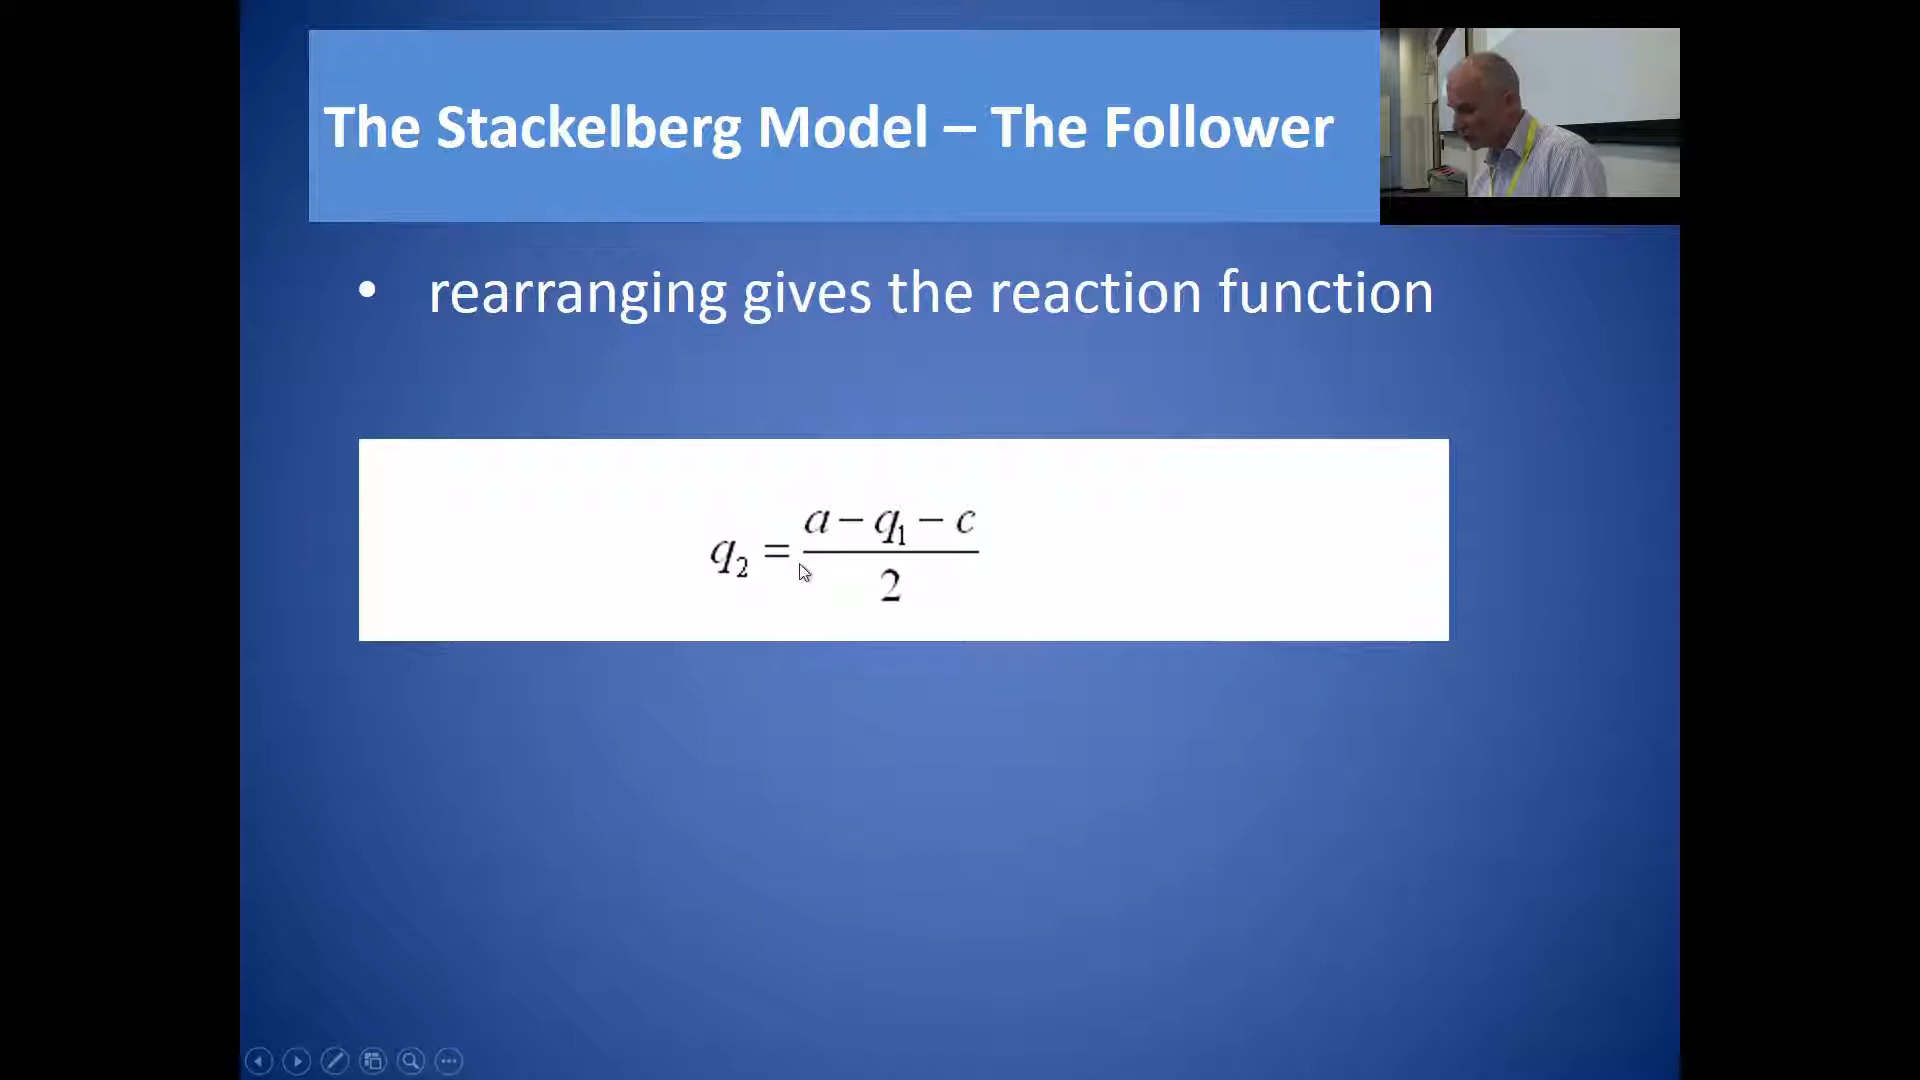 The Stackelberg Model – The Follower
• rearranging gives the reaction function
q₂ = (a − q₁ − c) / 2